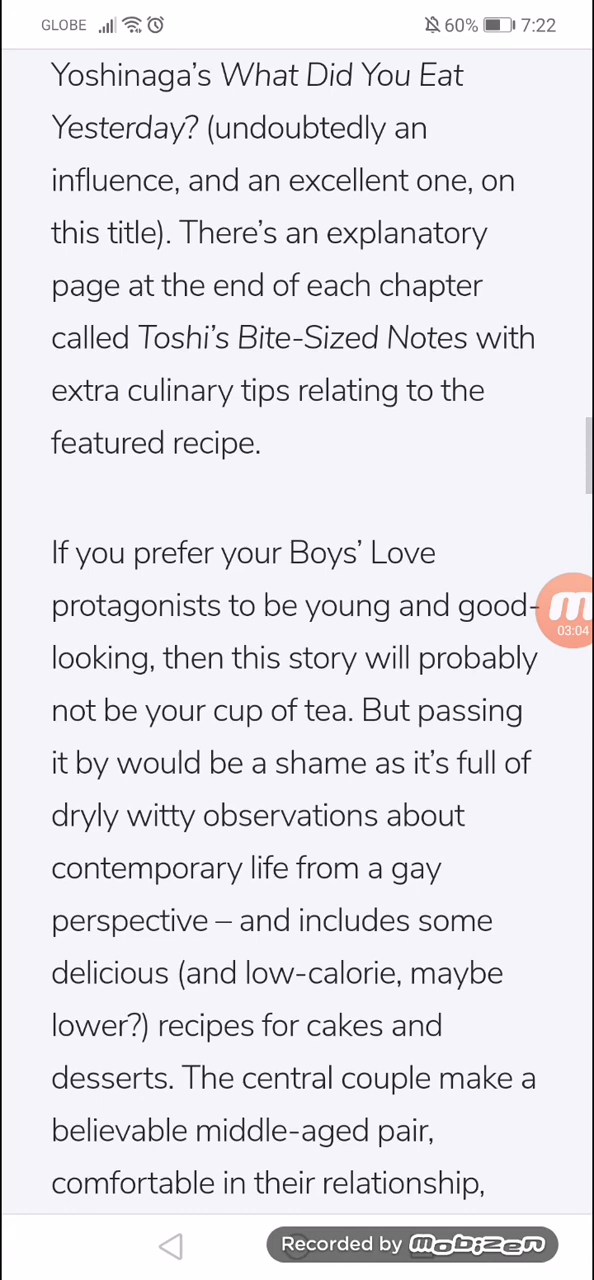 GLOBE 60% 7:22
Yoshinaga’s What Did You Eat
Yesterday? (undoubtedly an
influence, and an excellent one, on
this title). There’s an explanatory
page at the end of each chapter
called Toshi’s Bite-Sized Notes with
extra culinary tips relating to the
featured recipe.
If you prefer your Boys’ Love
protagonists to be young and good-
looking, then this story will probably
not be your cup of tea. But passing
it by would be a shame as it’s full of
dryly witty observations about
contemporary life from a gay
perspective – and includes some
delicious (and low-calorie, maybe
lower?) recipes for cakes and
desserts. The central couple make a
believable middle-aged pair,
comfortable in their relationship,
m
03:04
Recorded by mobizen